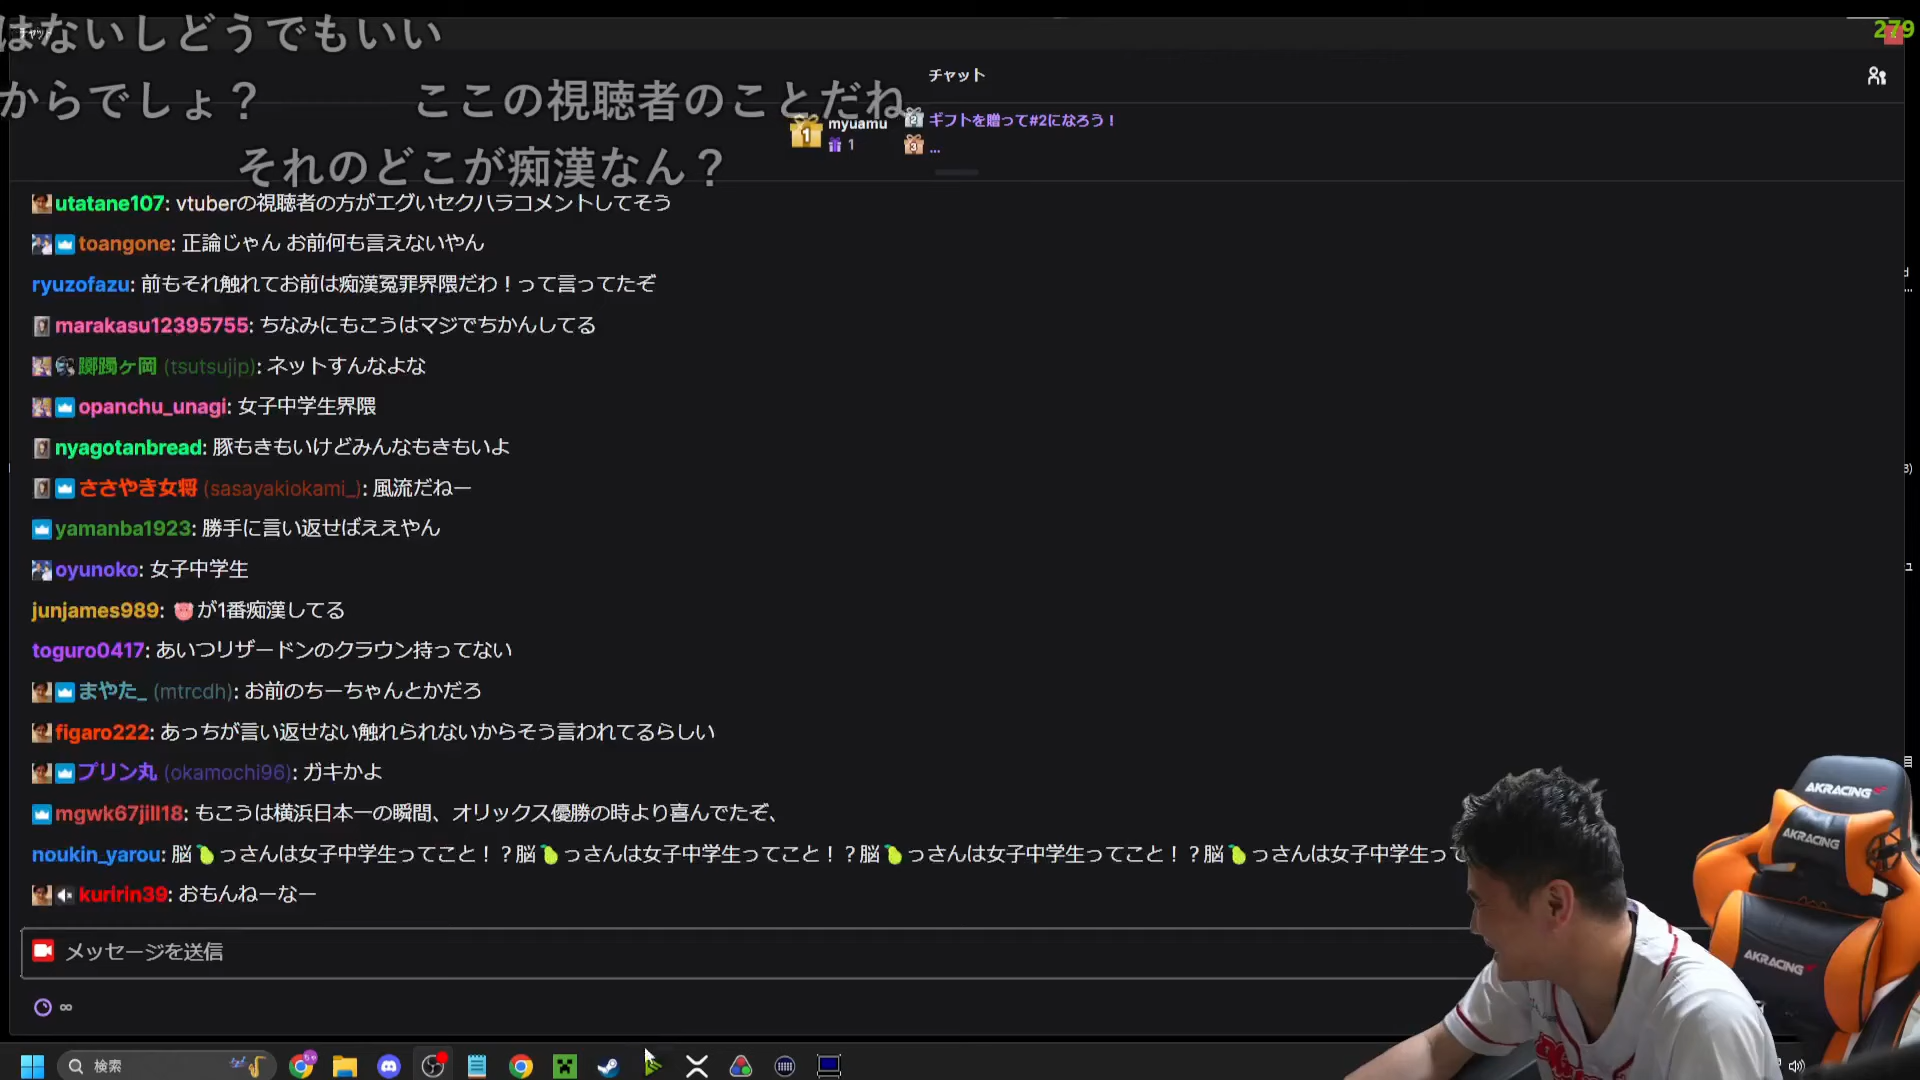 はないしどうでもいい
チャット
279
からでしょ？
ここの視聴者のことだね
チャット
myuamu
1
1
2
ギフトを贈って#2になろう！
3
...
それのどこが痴漢なん？
utatane107: vtuberの視聴者の方がエグいセクハラコメントしてそう
toangone: 正論じゃん お前何も言えないやん
ryuzofazu: 前もそれ触れてお前は痴漢冤罪界隈だわ！って言ってたぞ
marakasu12395755: ちなみにもこうはマジでちかんしてる
躑躅ヶ岡 (tsutsujip): ネットすんなよな
opanchu_unagi: 女子中学生界隈
nyagotanbread: 豚もきもいけどみんなもきもいよ
ささやき女将 (sasayakiokami_): 風流だねー
yamanba1923: 勝手に言い返せばええやん
oyunoko: 女子中学生
junjames989: 🐷が1番痴漢してる
toguro0417: あいつリザードンのクラウン持ってない
まやた_ (mtrcdh): お前のちーちゃんとかだろ
figaro222: あっちが言い返せない触れられないからそう言われてるらしい
プリン丸 (okamochi96): ガキかよ
mgwk67jill18: もこうは横浜日本一の瞬間、オリックス優勝の時より喜んでたぞ、
noukin_yarou: 脳🍐っさんは女子中学生ってこと！？脳🍐っさんは女子中学生ってこと！？脳🍐っさんは女子中学生ってこと！？脳🍐っさんは女子中学生って
kuririn39: おもんねーなー
メッセージを送信
∞
検索
AKRACING
AKRACING
AKRACING